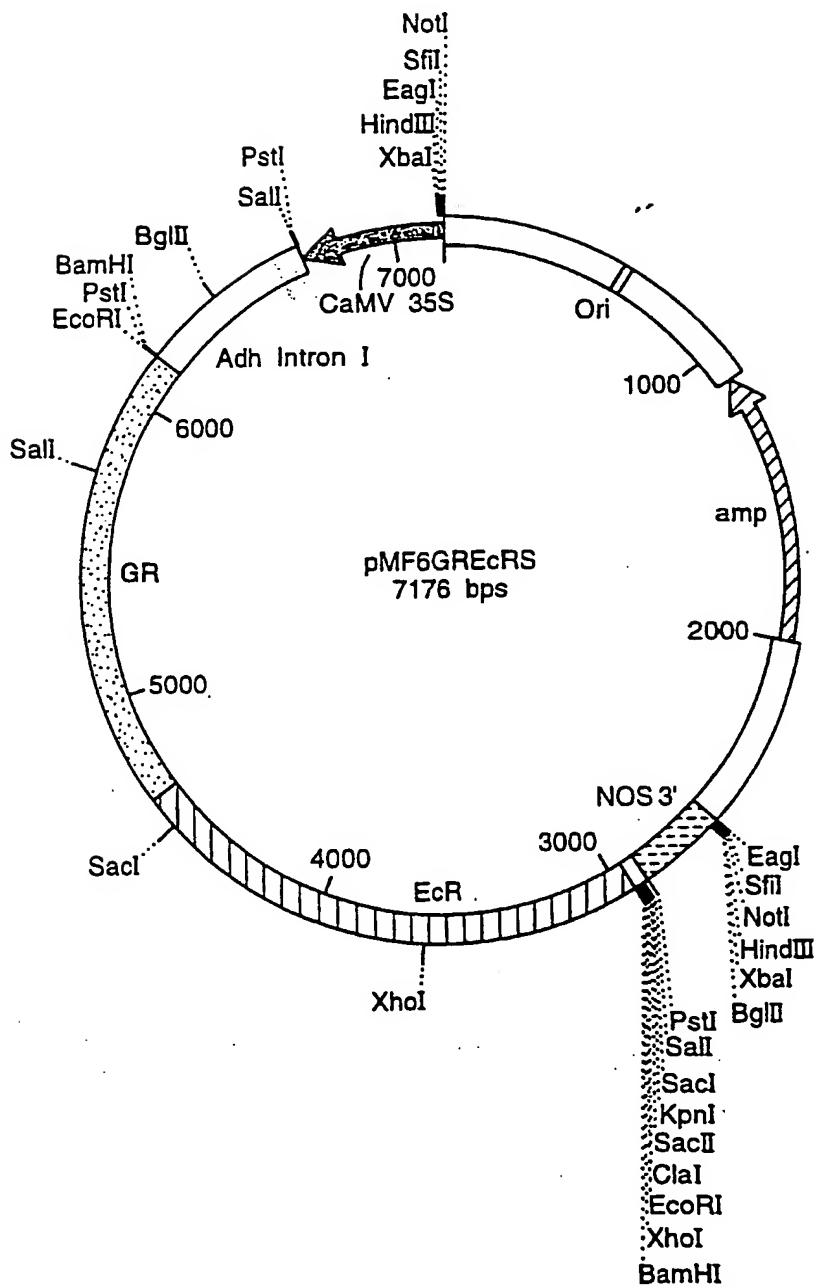 NotI
SfiI
EagI
HindIII
XbaI
PstI
SalI
BglII
BamHI
PstI
EcoRI
7000
CaMV 35S
Ori
Adh Intron I
1000
6000
SalI
amp
GR
pMF6GREcRS
7176 bps
2000
5000
NOS 3'
SacI
4000
3000
EcR
EagI
SfiI
NotI
HindIII
XbaI
BglII
XhoI
PstI
SalI
SacI
KpnI
SacII
ClaI
EcoRI
XhoI
BamHI